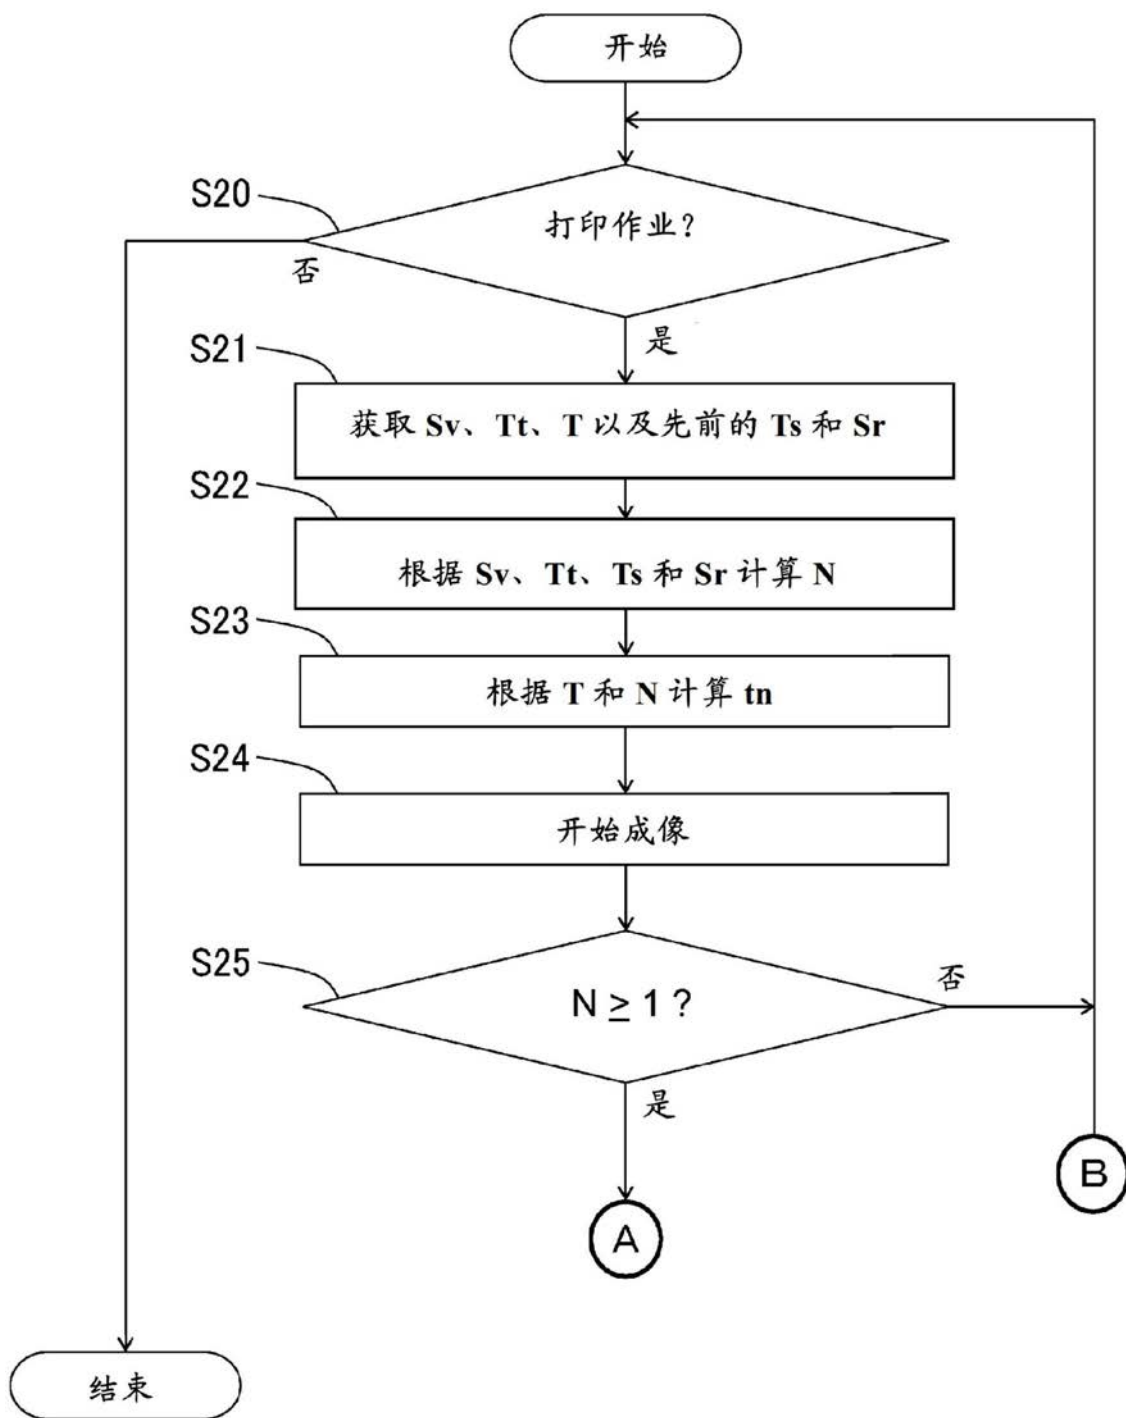 开始
S20
打印作业?
否
是
S21
获取 Sv、Tt、T 以及先前的 Ts 和 Sr
S22
根据 Sv、Tt、Ts 和 Sr 计算 N
S23
根据 T 和 N 计算 tn
S24
开始成像
S25
N ≥ 1 ?
否
是
B
A
结束